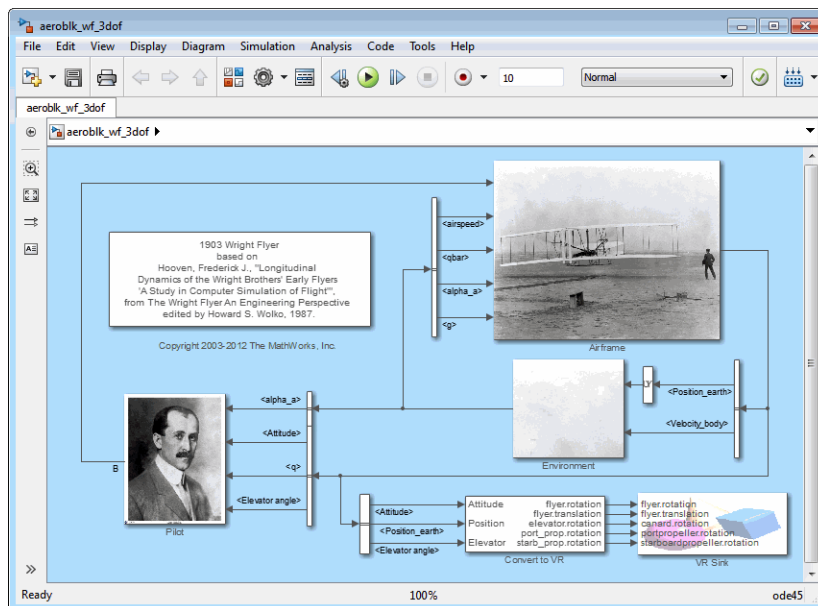 aeroblk_wf_3dof
File Edit View Display Diagram Simulation Analysis Code Tools Help
10
Normal
aeroblk_wf_3dof
aeroblk_wf_3dof
1903 Wright Flyer
based on
Hooven, Frederick J., "Longitudinal
Dynamics of the Wright Brothers' Early Flyers
'A Study in Computer Simulation of Flight'",
from The Wright Flyer An Engineering Perspective
edited by Howard S. Wolko, 1987.
Copyright 2003-2012 The MathWorks, Inc.
<airspeed>
<qbar>
<alpha_a>
<g>
Airframe
<Position_earth>
<Velocity_body>
Environment
<alpha_a>
<Attitude>
<q>
<Elevator angle>
B
Pilot
<Attitude>
<Position_earth>
<Elevator angle>
Attitude
Position
Elevator
flyer.rotation
flyer.translation
elevator.rotation
port_prop.rotation
starb_prop.rotation
Convert to VR
flyer.rotation
flyer.translation
canard.rotation
portpropeller.rotation
starboardpropeller.rotation
VR Sink
Ready
100%
ode45